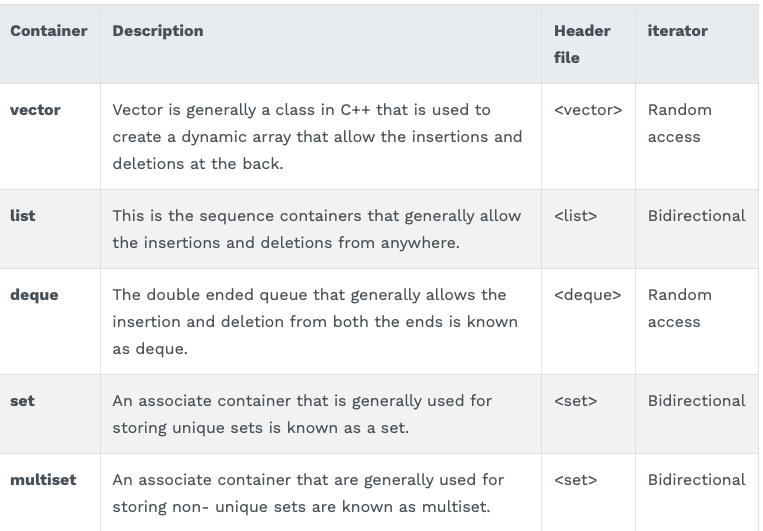 Container Description Header iterator
file
vector Vector is generally a class in C++ that is used to <vector> Random
create a dynamic array that allow the insertions and access
deletions at the back.
list This is the sequence containers that generally allow <list> Bidirectional
the insertions and deletions from anywhere.
deque The double ended queue that generally allows the <deque> Random
insertion and deletion from both the ends is known access
as deque.
set An associate container that is generally used for <set> Bidirectional
storing unique sets is known as a set.
multiset An associate container that are generally used for <set> Bidirectional
storing non- unique sets are known as multiset.